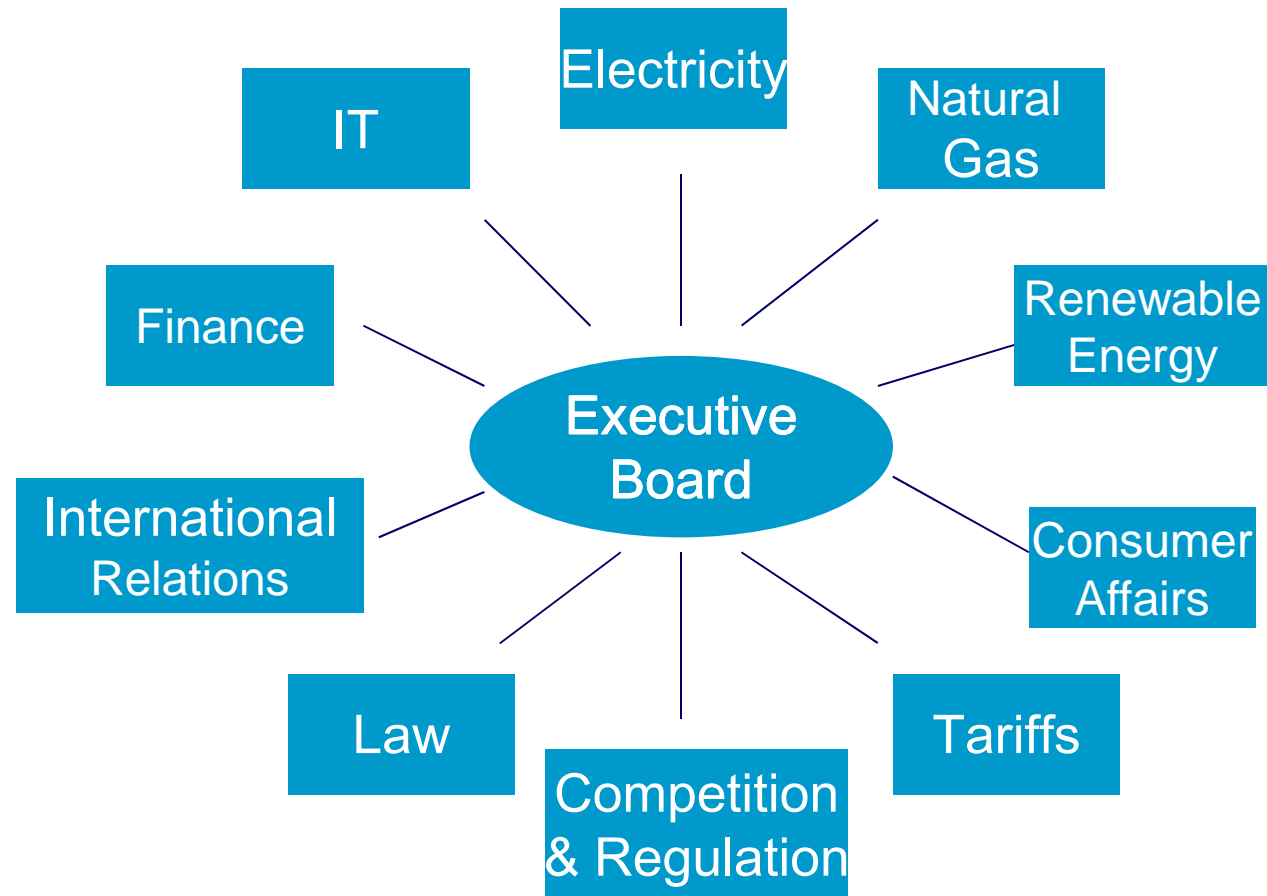 Electricity
IT
Natural
Gas
Finance
Renewable
Energy
Executive
Board
International
Relations
Consumer
Affairs
Law
Tariffs
Competition
& Regulation